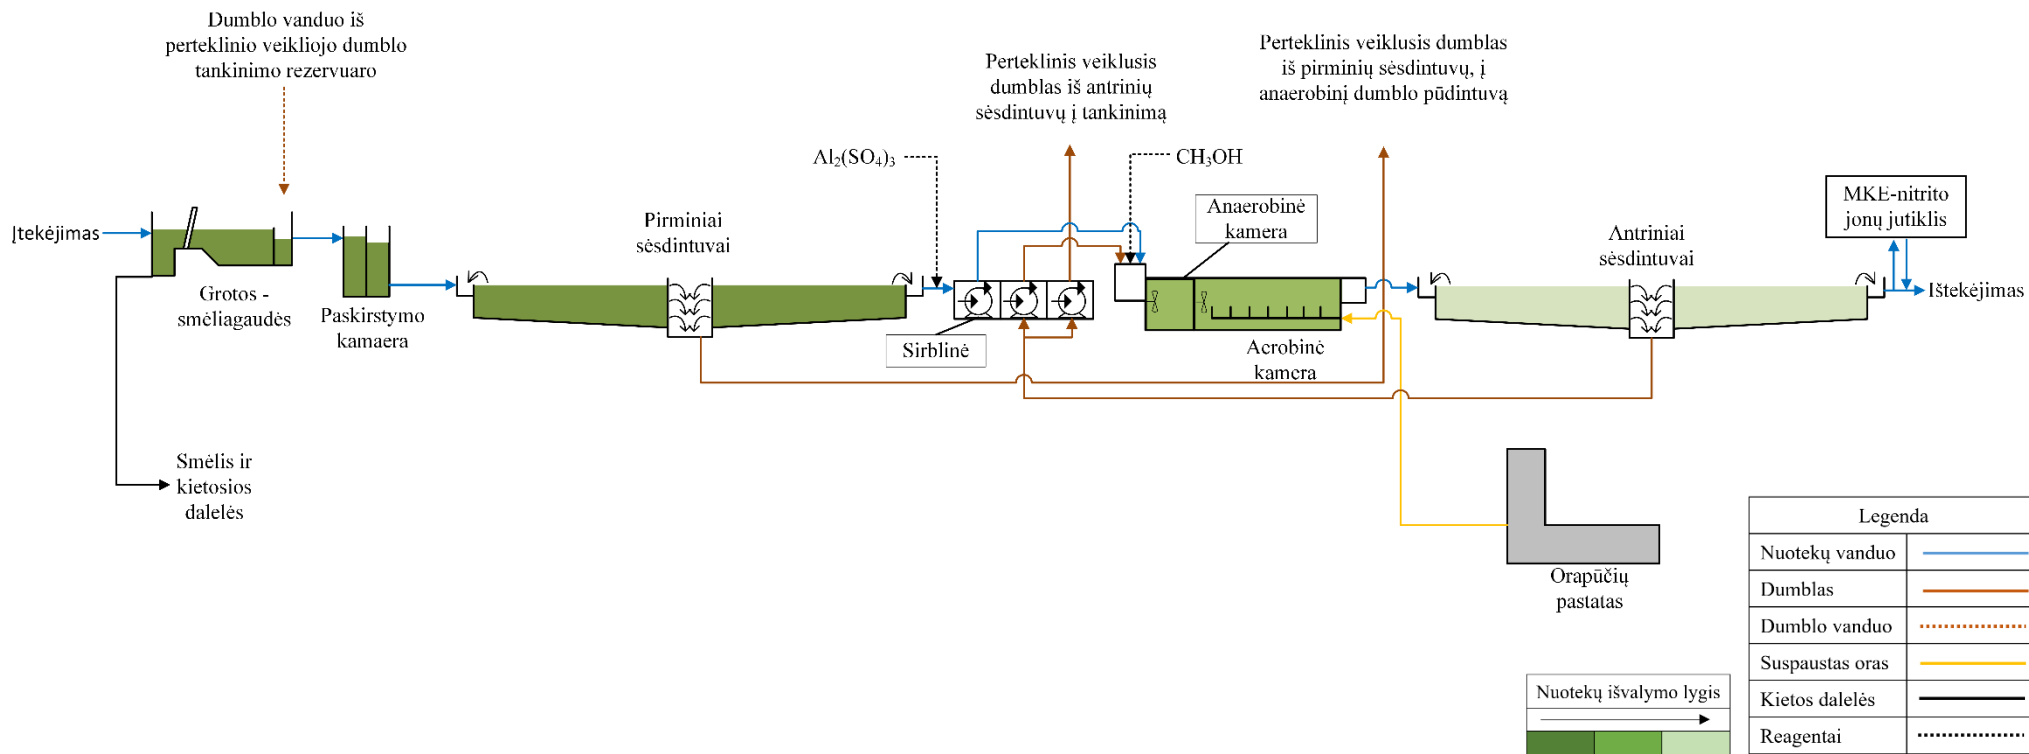 Dumblo vanduo iš
perteklinio veikliojo dumblo
tankinimo rezervuaro
Perteklinis veiklusis
dumblas iš antrinių
sėsdintuvų į tankinimą
Perteklinis veiklusis dumblas
iš pirminių sėsdintuvų, į
anaerobinį dumblo pūdintuvą
Al₂(SO₄)₃
CH₃OH
MKE-nitrito
jonų jutiklis
Įtekėjimas
Pirminiai
sėsdintuvai
Anaerobinė
kamera
Antriniai
sėsdintuvai
Ištekėjimas
Grotos -
smėliagaudės
Paskirstymo
kamaera
Sirblinė
Aerobinė
kamera
Smėlis ir
kietosios
dalelės
Orapūčių
pastatas
Legenda
Nuotekų vanduo
Dumblas
Dumblo vanduo
Suspaustas oras
Kietos dalelės
Reagentai
Nuotekų išvalymo lygis